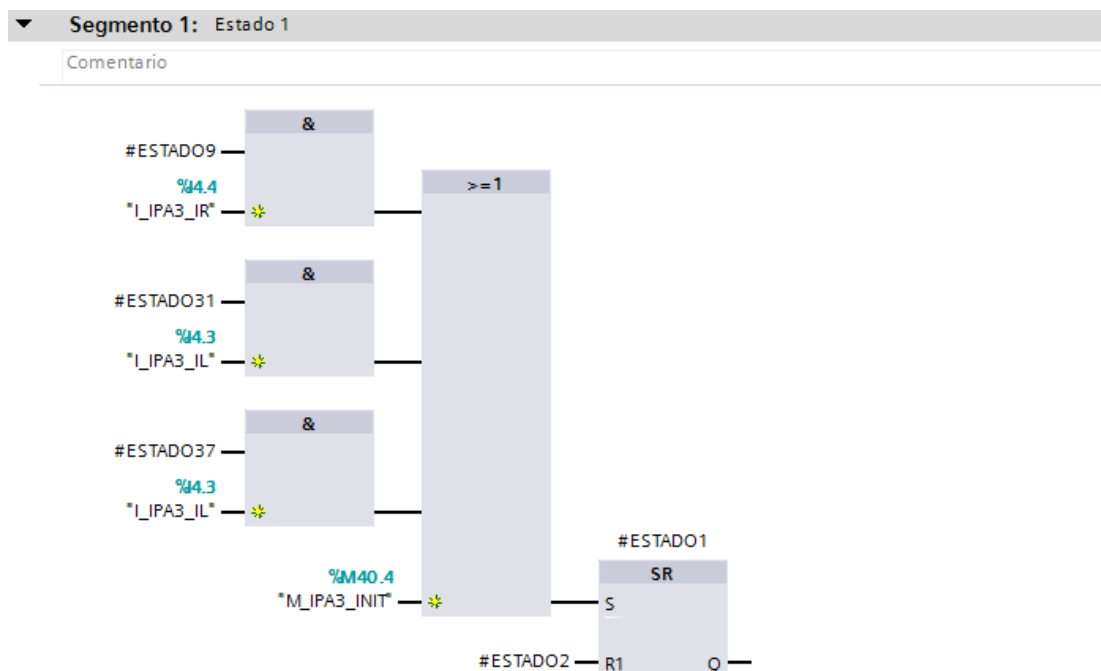 Segmento 1: Estado 1
Comentario
&
#ESTADO9
%I4.4
"I_IPA3_IR"
>=1
&
#ESTADO31
%I4.3
"I_IPA3_IL"
&
#ESTADO37
%I4.3
"I_IPA3_IL"
%M40.4
"M_IPA3_INIT"
#ESTADO1
SR
S
#ESTADO2
R1
Q